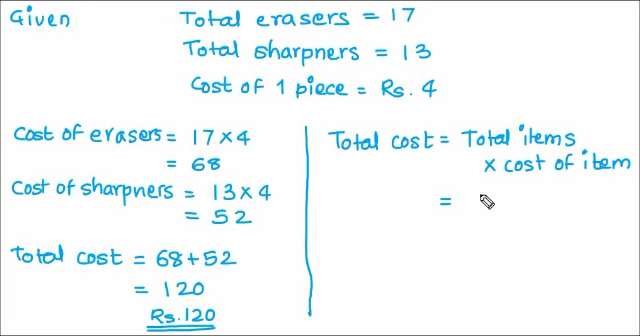 Given
Total erasers = 17
Total sharpners = 13
Cost of 1 piece = Rs. 4
Cost of erasers = 17 x 4
= 68
Cost of sharpners = 13 x 4
= 52
Total cost = 68 + 52
= 120
Rs. 120
Total cost = Total items
x cost of item
=